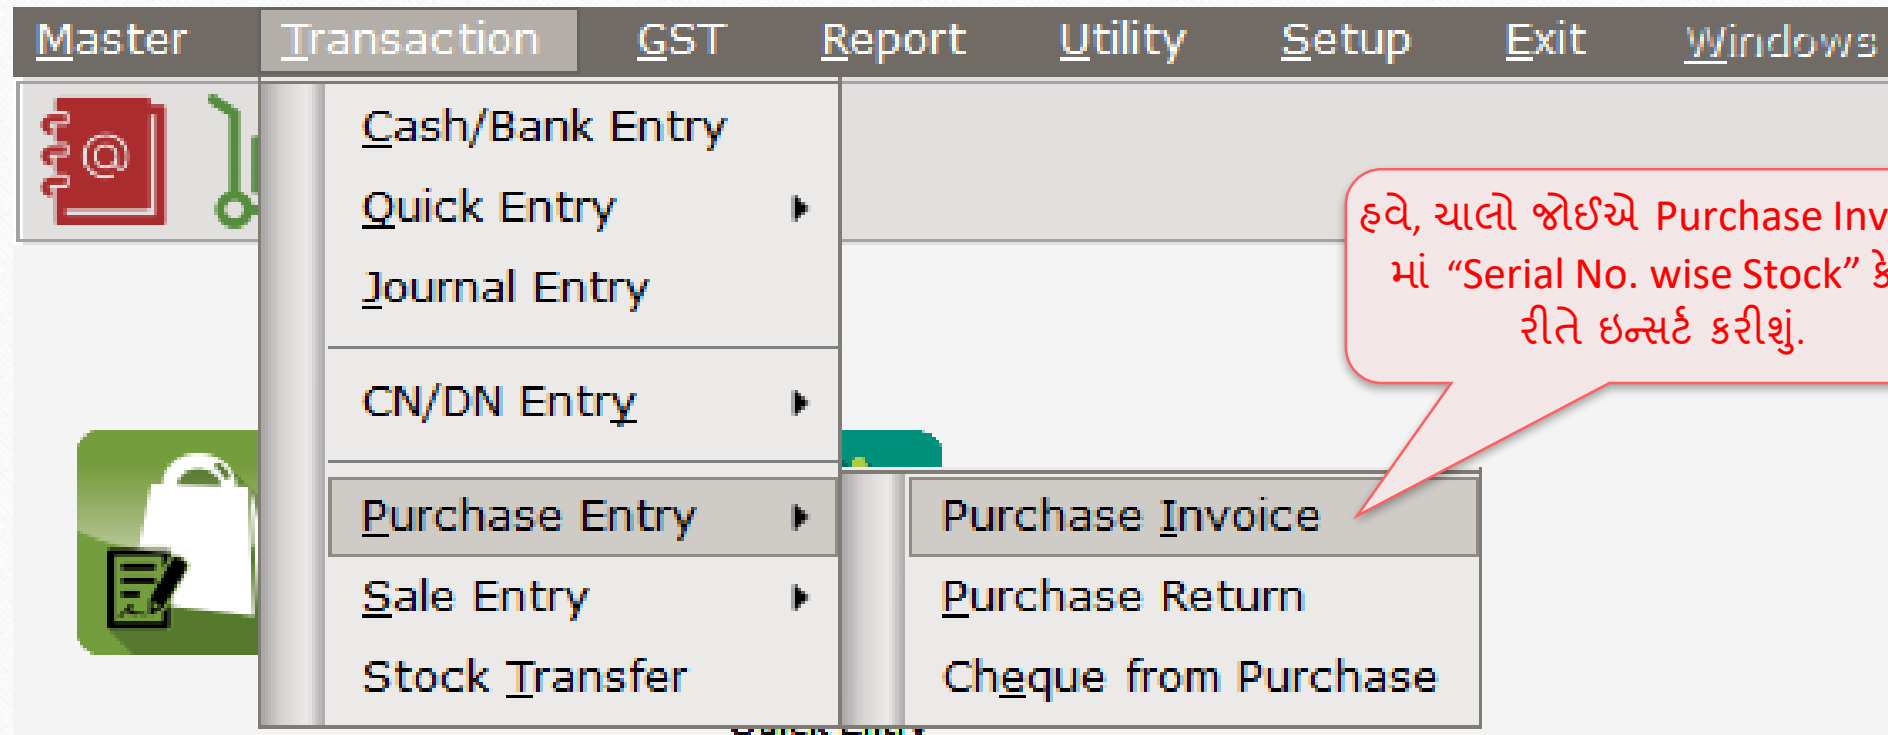 Master Transaction GST Report Utility Setup Exit Windows
@
Cash/Bank Entry
Quick Entry
Journal Entry
CN/DN Entry
Purchase Entry
Sale Entry
Stock Transfer
Purchase Invoice
Purchase Return
Cheque from Purchase
હવે, ચાલો જોઈએ Purchase
માં “Serial No. wise Stock”
રીતે ઇન્સર્ટ કરીશું.